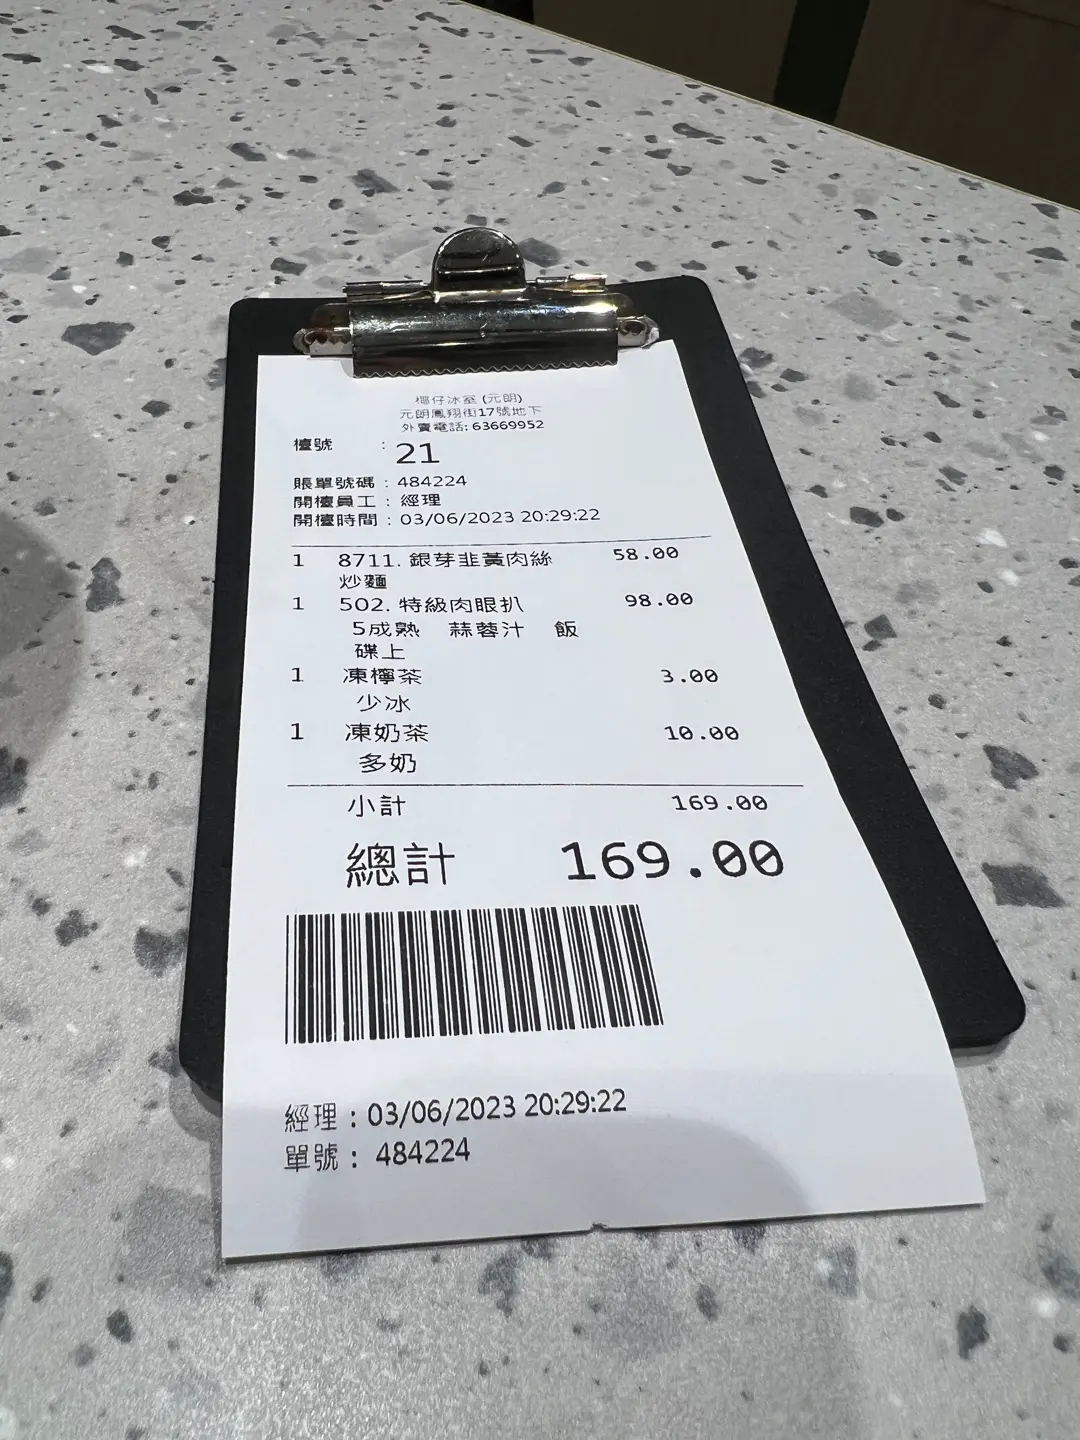 榲仔冰室 (元朗)
元朗鳳翔街17號地下
外賣電話: 63669952
檯號 : 21
賬單號碼 : 484224
開檯員工 : 經理
開檯時間 : 03/06/2023 20:29:22
1 8711. 銀芽韭黃肉絲 58.00
炒麵
1 502. 特級肉眼扒 98.00
5成熟 蒜蓉汁 飯
碟上
1 凍檸茶 3.00
少冰
1 凍奶茶 10.00
多奶
小計 169.00
總計 169.00
經理 : 03/06/2023 20:29:22
單號 : 484224